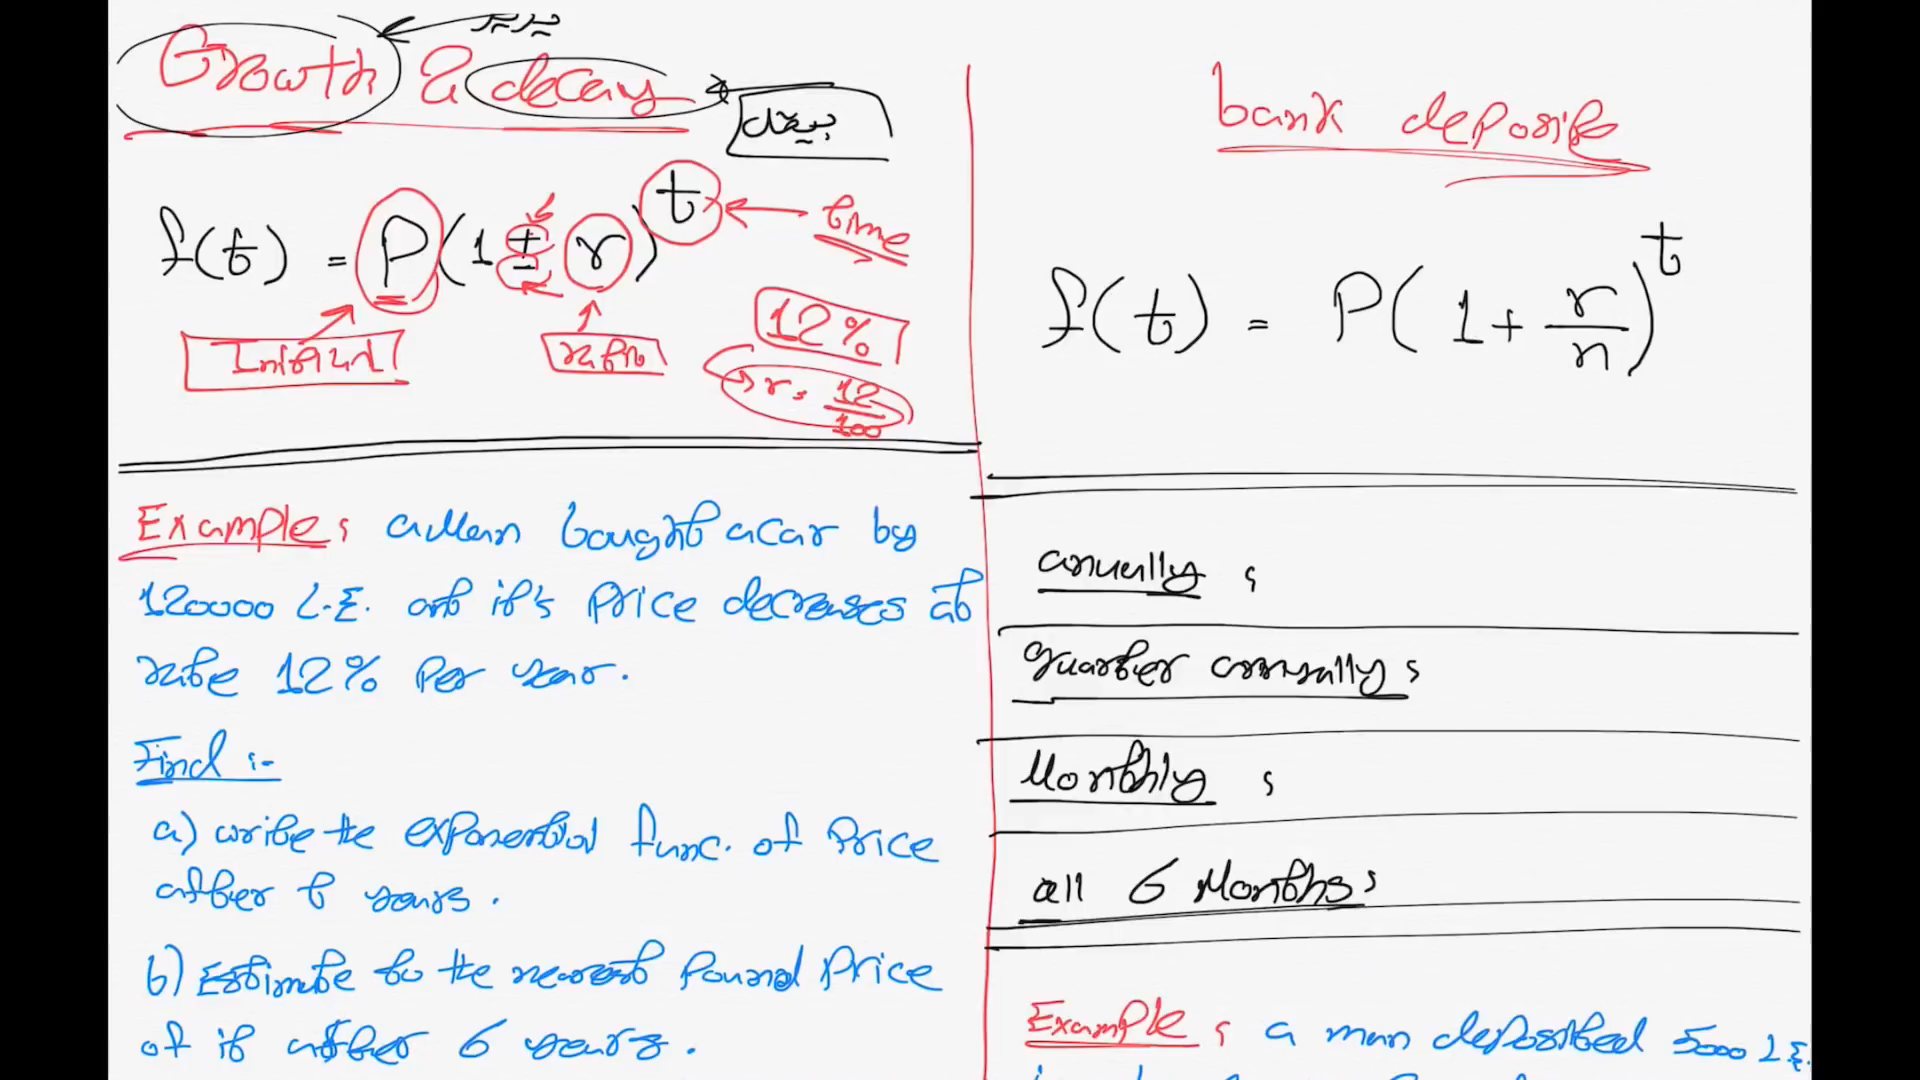 Growth & decay
بيزيد
بيقل
f(t) = P(1 ± r)^t
time
Initial
ratio
12%
r = 12/100
Example: a Man bought a car by
120000 L.E. and it's Price decreases at
rate 12% Per year.
Find :-
a) write the exponential func. of Price
after t years.
b) Estimate to the nearest Pound Price
of it after 6 years.
bank deposite
f(t) = P(1 + r/n)^t
annually :
quarter annually :
Monthly :
all 6 Months :
Example : a man deposited 5000 L.E.